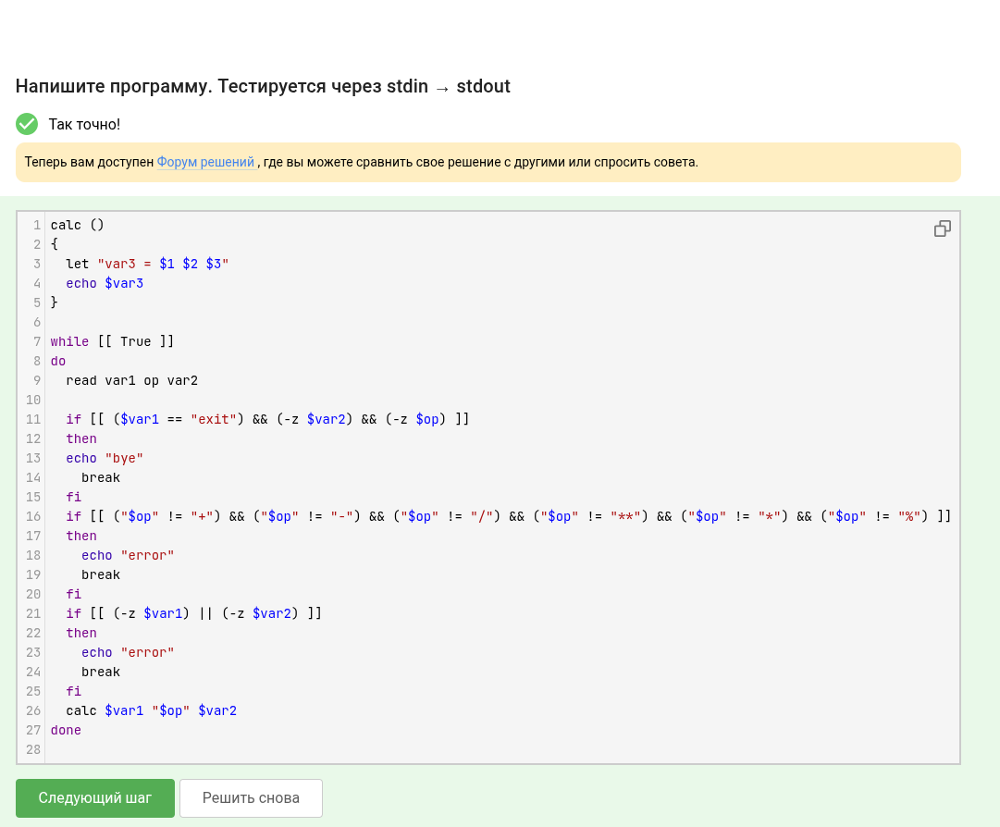 Напишите программу. Тестируется через stdin → stdout
Так точно!
Теперь вам доступен Форум решений , где вы можете сравнить свое решение с другими или спросить совета.
1 calc ()
2 {
3   let "var3 = $1 $2 $3"
4   echo $var3
5 }
6
7 while [[ True ]]
8 do
9   read var1 op var2
10
11   if [[ ($var1 == "exit") && (-z $var2) && (-z $op) ]]
12   then
13   echo "bye"
14     break
15   fi
16   if [[ ("$op" != "+") && ("$op" != "-") && ("$op" != "/") && ("$op" != "**") && ("$op" != "*") && ("$op" != "%") ]]
17   then
18     echo "error"
19     break
20   fi
21   if [[ (-z $var1) || (-z $var2) ]]
22   then
23     echo "error"
24     break
25   fi
26   calc $var1 "$op" $var2
27 done
28
Следующий шаг Решить снова